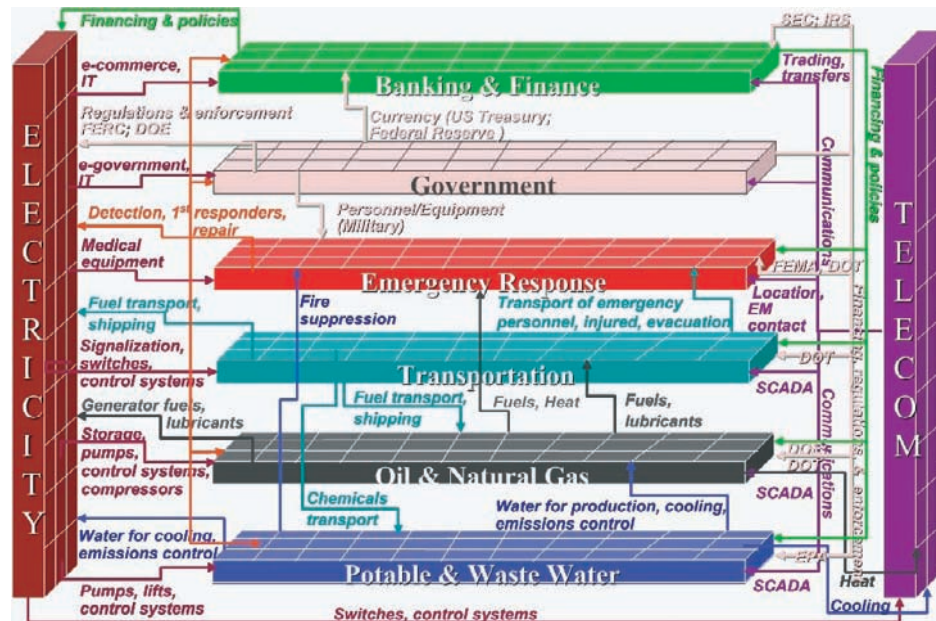 Financing & policies
SEC; IRS
e-commerce,
IT
Trading,
transfers
Banking & Finance
Regulations & enforcement
FERC; DOE
Currency (US Treasury;
Federal Reserve )
Financing & policies
ELECTRICITY
TELECOM
e-government,
IT
Government
Communications
Detection, 1st responders,
repair
Personnel/Equipment
(Military)
Medical
equipment
Emergency Response
FEMA, DOT
Fuel transport,
shipping
Fire
suppression
Transport of emergency
personnel, injured, evacuation
Location,
EM
contact
Financing, regulations, & enforcement
Signalization,
switches,
control systems
Transportation
DOT
SCADA
Generator fuels,
lubricants
Fuel transport,
shipping
Fuels, Heat
Fuels,
lubricants
Communications
Storage,
pumps,
control systems,
compressors
Oil & Natural Gas
DOE,
DOT
SCADA
Chemicals
transport
Water for production, cooling,
emissions control
Water for cooling,
emissions control
EPA
Potable & Waste Water
SCADA
Heat
Pumps, lifts,
control systems
Cooling
Switches, control systems